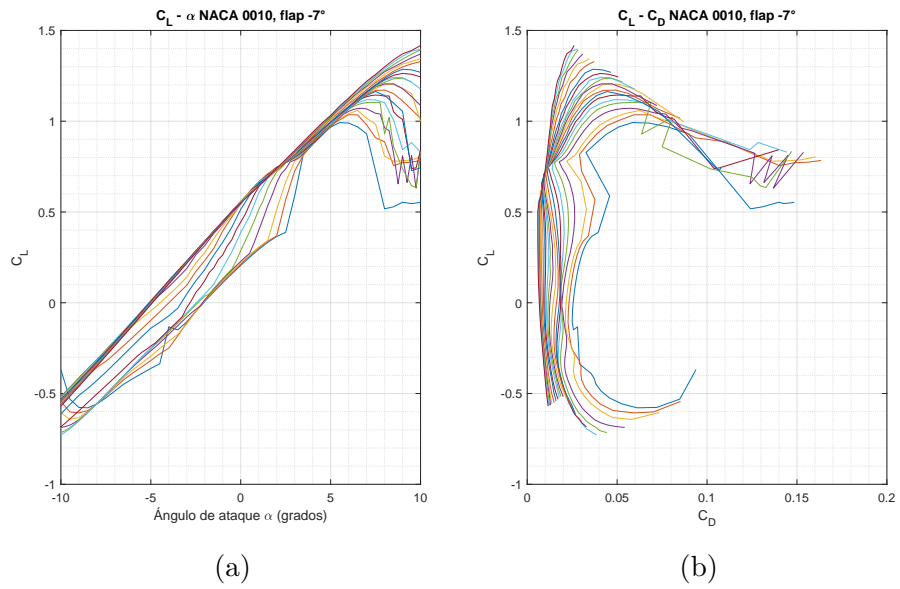 C_L - α NACA 0010, flap -7°
1.5
1
0.5
0
-0.5
-1
C_L
-10
-5
0
5
10
Ángulo de ataque α (grados)
(a)
C_L - C_D NACA 0010, flap -7°
1.5
1
0.5
0
-0.5
-1
C_L
0
0.05
0.1
0.15
0.2
C_D
(b)